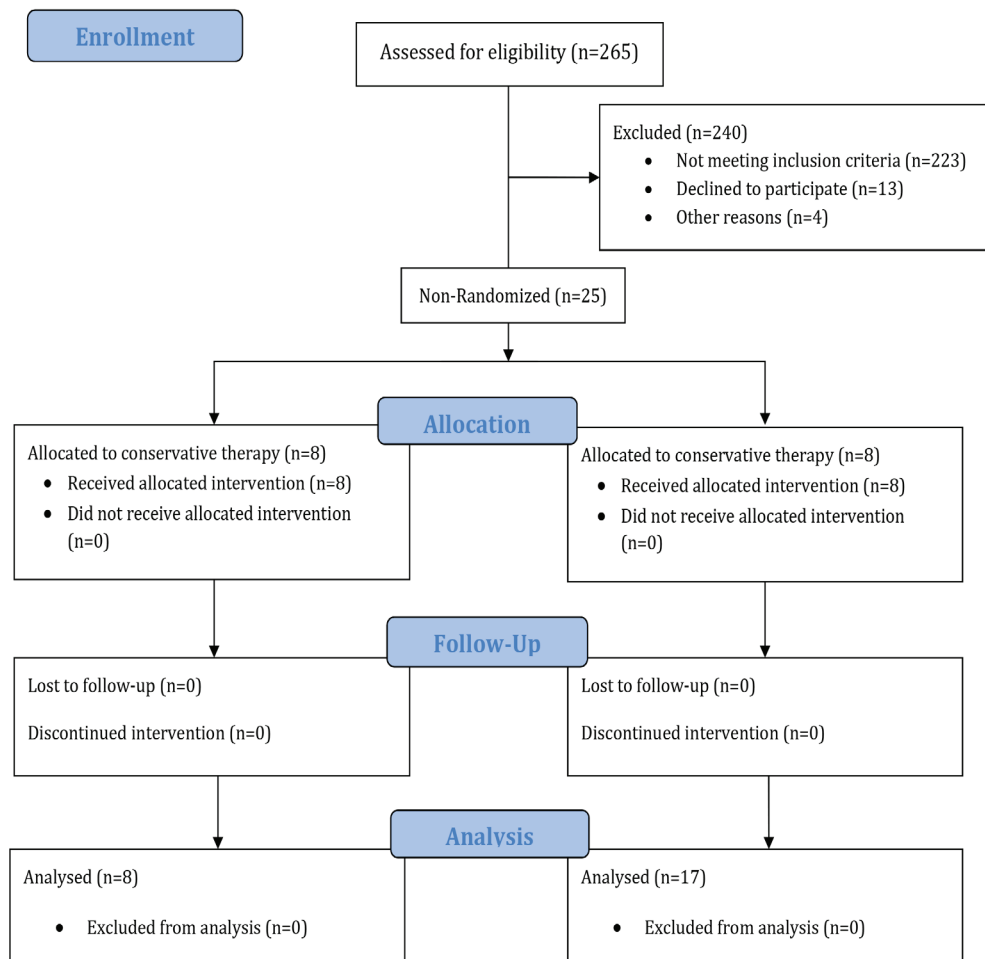 Enrollment
Assessed for eligibility (n=265)
Excluded (n=240)
• Not meeting inclusion criteria (n=223)
• Declined to participate (n=13)
• Other reasons (n=4)
Non-Randomized (n=25)
Allocation
Allocated to conservative therapy (n=8)
• Received allocated intervention (n=8)
• Did not receive allocated intervention
(n=0)
Allocated to conservative therapy (n=8)
• Received allocated intervention (n=8)
• Did not receive allocated intervention
(n=0)
Follow-Up
Lost to follow-up (n=0)
Discontinued intervention (n=0)
Lost to follow-up (n=0)
Discontinued intervention (n=0)
Analysis
Analysed (n=8)
• Excluded from analysis (n=0)
Analysed (n=17)
• Excluded from analysis (n=0)